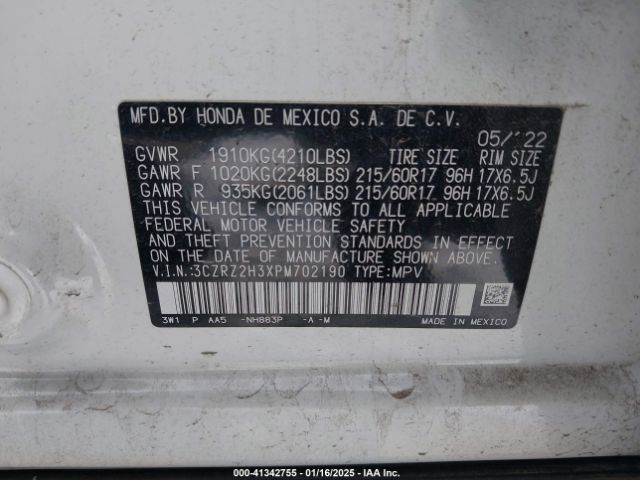 MFD.BY HONDA DE MEXICO S.A. DE C.V.
05/'22
GVWR 1910KG(4210LBS) TIRE SIZE RIM SIZE
GAWR F 1020KG(2248LBS) 215/60R17 96H 17X6.5J
GAWR R 935KG(2061LBS) 215/60R17 96H 17X6.5J
THIS VEHICLE CONFORMS TO ALL APPLICABLE
FEDERAL MOTOR VEHICLE SAFETY
AND THEFT PREVENTION STANDARDS IN EFFECT
ON THE DATE OF MANUFACTURE SHOWN ABOVE.
V.I.N.:3CZRZ2H3XPM702190 TYPE:MPV
3W1 P AA5 -NH883P -A-M MADE IN MEXICO
000-41342755 - 01/16/2025 - IAA Inc.